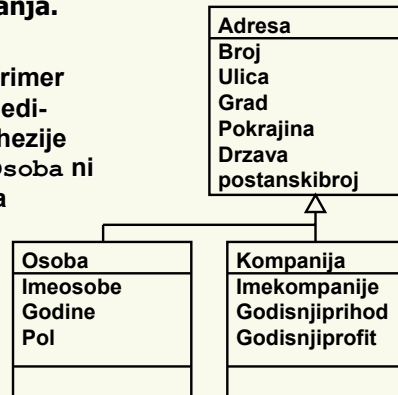 anja.
rimer
edi-
hezije
Osoba ni
a
Adresa
Broj
Ulica
Grad
Pokrajina
Drzava
postanskibroj
Osoba
Imeosobe
Godine
Pol
Kompanija
Imekompanije
Godisnjiprihod
Godisnjiprofit